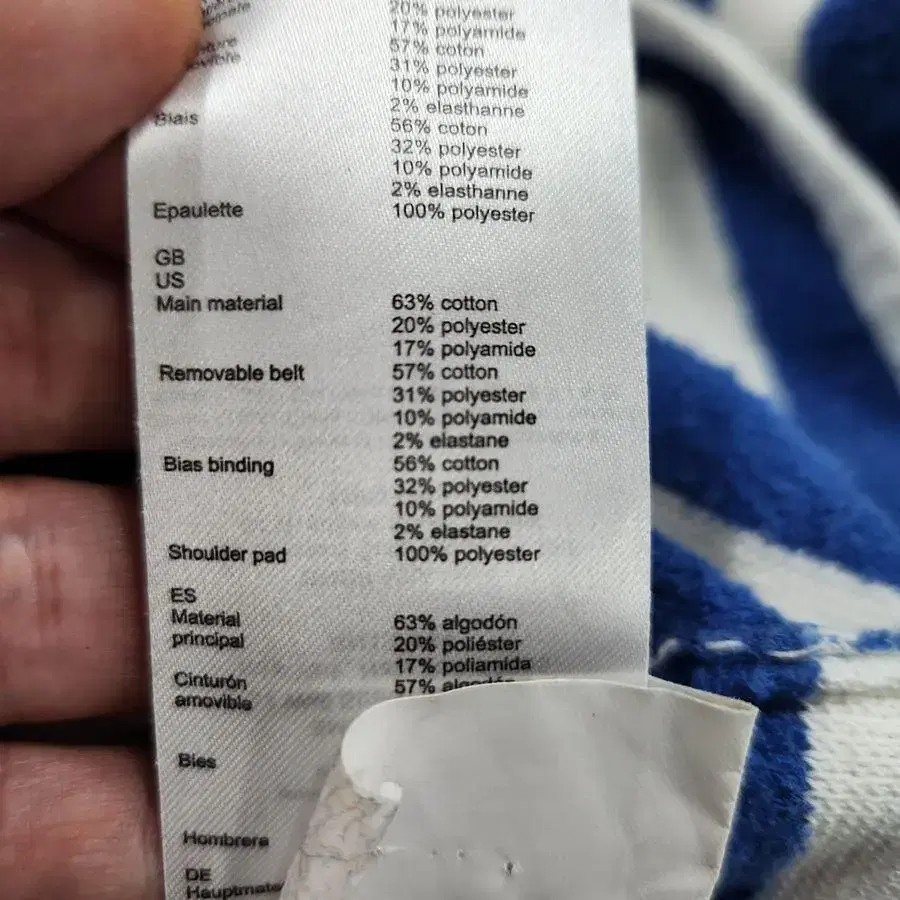 20% polyester
17% polyamide
57% coton
31% polyester
10% polyamide
2% elasthanne
Biais 56% coton
32% polyester
10% polyamide
2% elasthanne
Epaulette 100% polyester
GB
US
Main material 63% cotton
20% polyester
17% polyamide
Removable belt 57% cotton
31% polyester
10% polyamide
2% elastane
Bias binding 56% cotton
32% polyester
10% polyamide
2% elastane
Shoulder pad 100% polyester
ES
Material 63% algodón
principal 20% poliéster
17% poliamida
Cinturón 57% algodón
amovible
Bies
Hombrera
DE